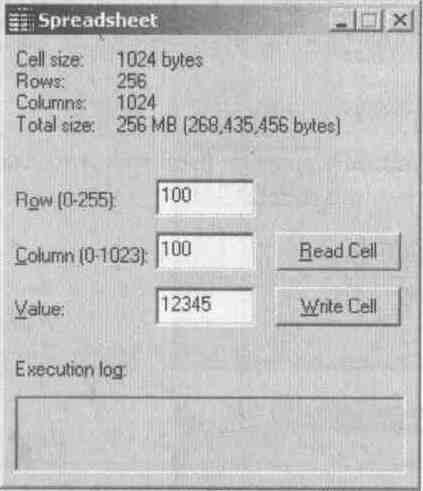 Spreadsheet
Cell size: 1024 bytes
Rows: 256
Columns: 1024
Total size: 256 MB (268,435,456 bytes)
Row (0-255): 100
Column (0-1023): 100 Read Cell
Value: 12345 Write Cell
Execution log: